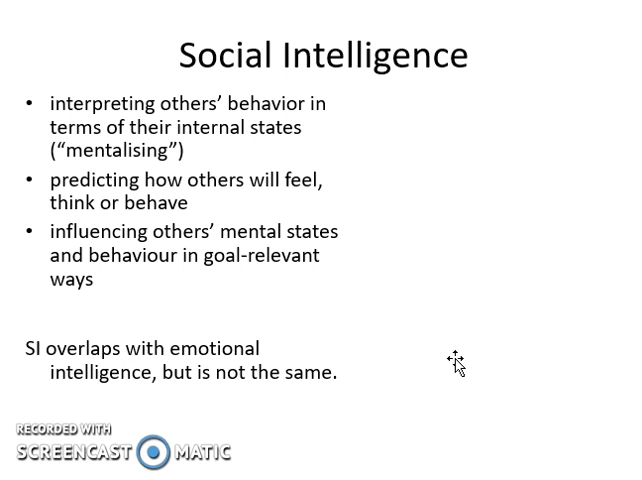 Social Intelligence
• interpreting others’ behavior in
terms of their internal states
(“mentalising”)
• predicting how others will feel,
think or behave
• influencing others’ mental states
and behaviour in goal-relevant
ways
SI overlaps with emotional
intelligence, but is not the same.
RECORDED WITH
SCREENCAST MATIC